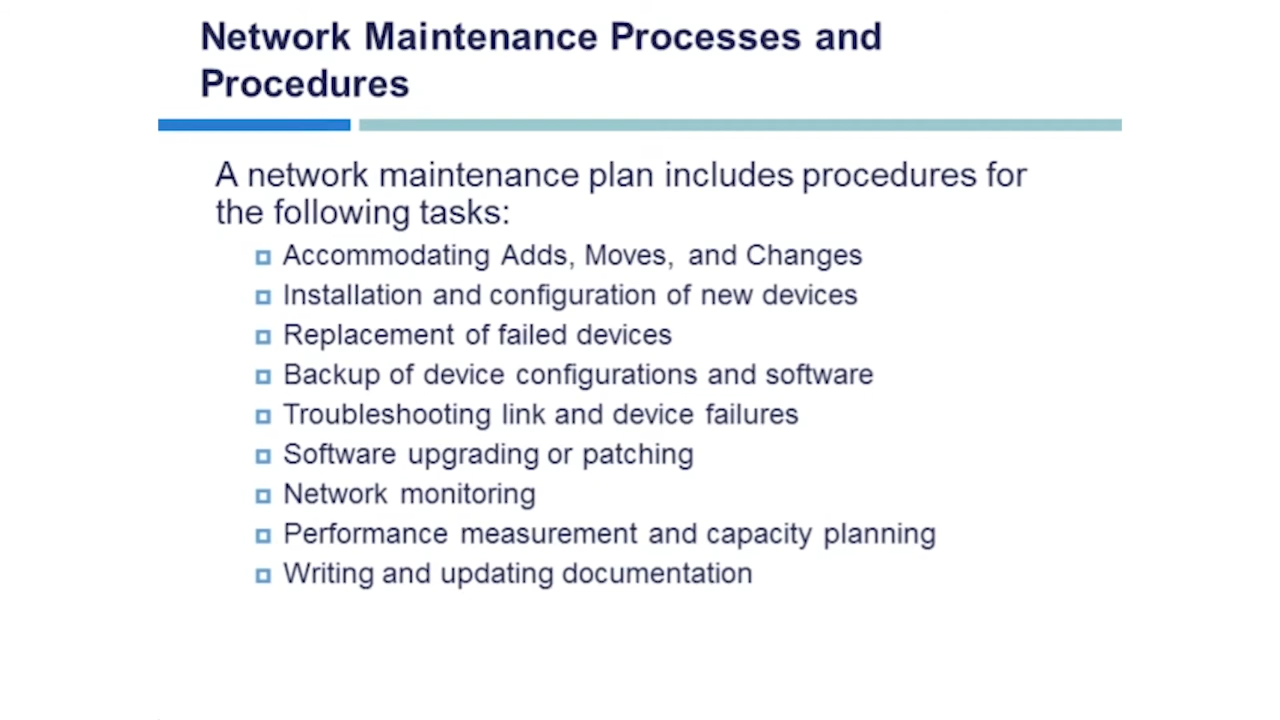 Network Maintenance Processes and
Procedures
A network maintenance plan includes procedures for
the following tasks:
Accommodating Adds, Moves, and Changes
Installation and configuration of new devices
Replacement of failed devices
Backup of device configurations and software
Troubleshooting link and device failures
Software upgrading or patching
Network monitoring
Performance measurement and capacity planning
Writing and updating documentation